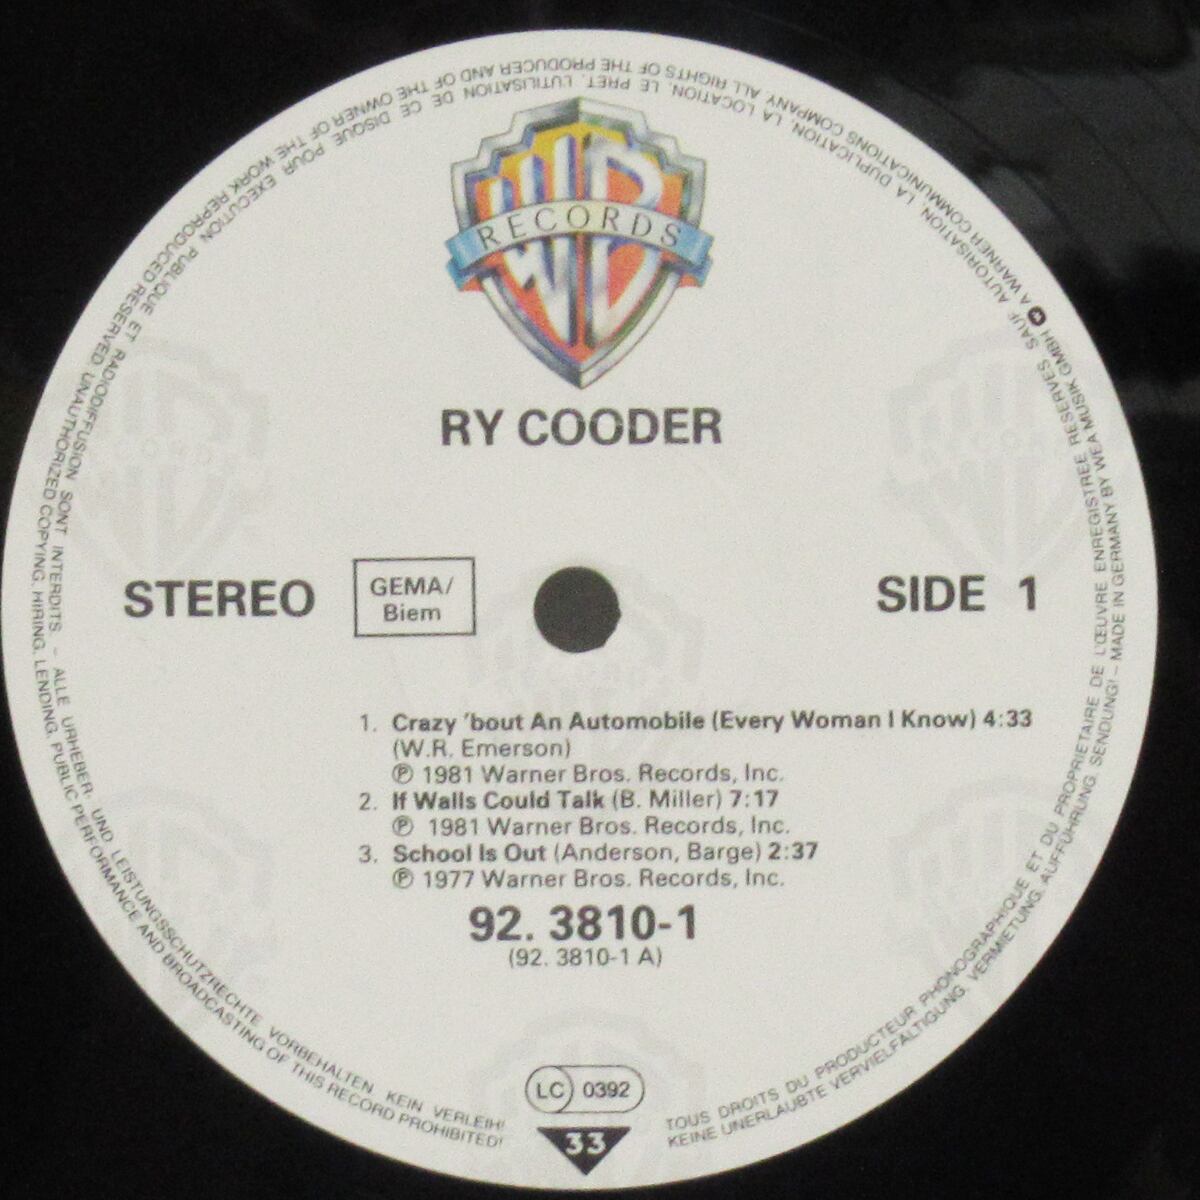 WB
RECORDS
RY COODER
STEREO
GEMA/
Biem
SIDE 1
1. Crazy 'bout An Automobile (Every Woman I Know) 4:33
(W.R. Emerson)
℗ 1981 Warner Bros. Records, Inc.
2. If Walls Could Talk (B. Miller) 7:17
℗ 1981 Warner Bros. Records, Inc.
3. School Is Out (Anderson, Barge) 2:37
℗ 1977 Warner Bros. Records, Inc.
92. 3810-1
(92. 3810-1 A)
LC 0392
33
TOUS DROITS DU PRODUCTEUR PHONOGRAPHIQUE ET DU PROPRIETAIRE DE L'ŒUVRE ENREGISTREE RESERVES SAUF AUTORISATION, LA DUPLICATION, LA LOCATION, LE PRET, L'UTILISATION DE CE DISQUE POUR EXECUTION PUBLIQUE ET RADIODIFFUSION SONT INTERDITS. – ALLE URHEBER- UND LEISTUNGSSCHUTZRECHTE VORBEHALTEN KEIN VERLEIH!
KEINE UNERLAUBTE VERVIELFÄLTIGUNG, VERMIETUNG, AUFFÜHRUNG, SENDUNG! – MADE IN GERMANY BY WEA MUSIK GMBH A WARNER COMMUNICATIONS COMPANY ALL RIGHTS OF THE PRODUCER AND OF THE OWNER OF THE WORK REPRODUCED RESERVED UNAUTHORIZED COPYING, HIRING, LENDING, PUBLIC PERFORMANCE AND BROADCASTING OF THIS RECORD PROHIBITED!